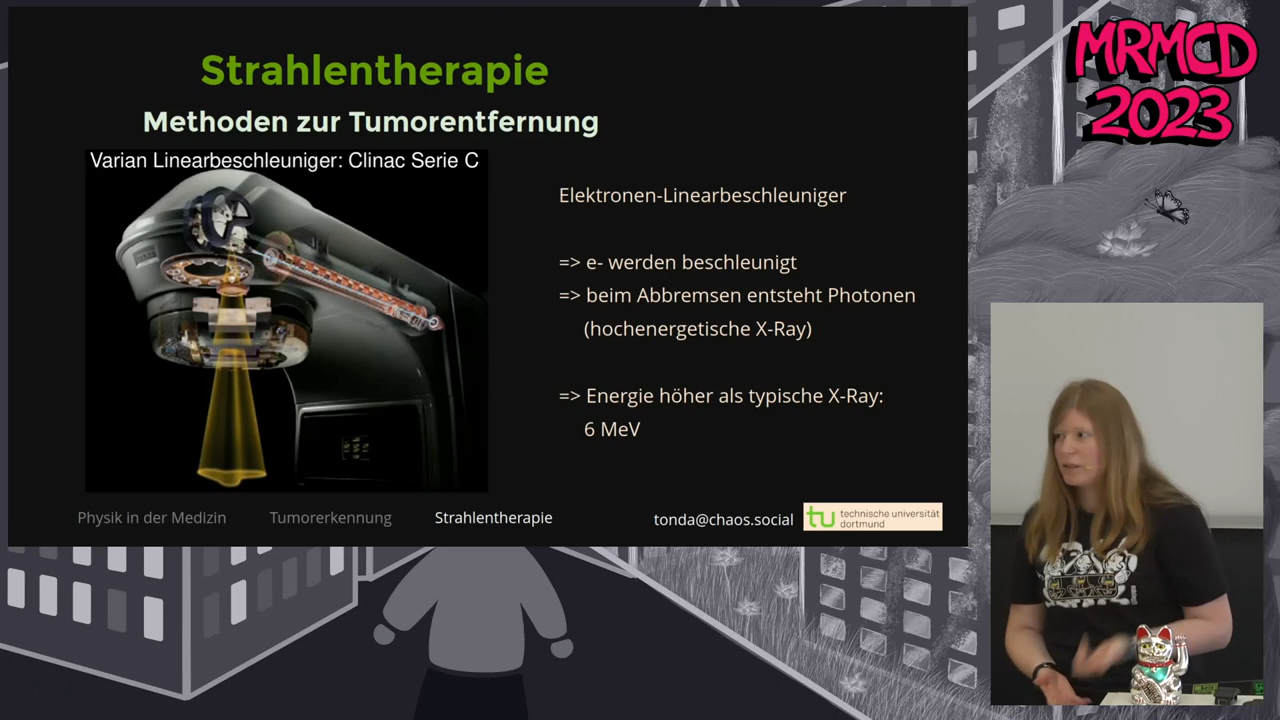 Strahlentherapie
Methoden zur Tumorentfernung
Varian Linearbeschleuniger: Clinac Serie C
Elektronen-Linearbeschleuniger
=> e- werden beschleunigt
=> beim Abbremsen entsteht Photonen
(hochenergetische X-Ray)
=> Energie höher als typische X-Ray:
6 MeV
Physik in der Medizin
Tumorerkennung
Strahlentherapie
tonda@chaos.social
tu technische universität
dortmund
MRMCD
2023